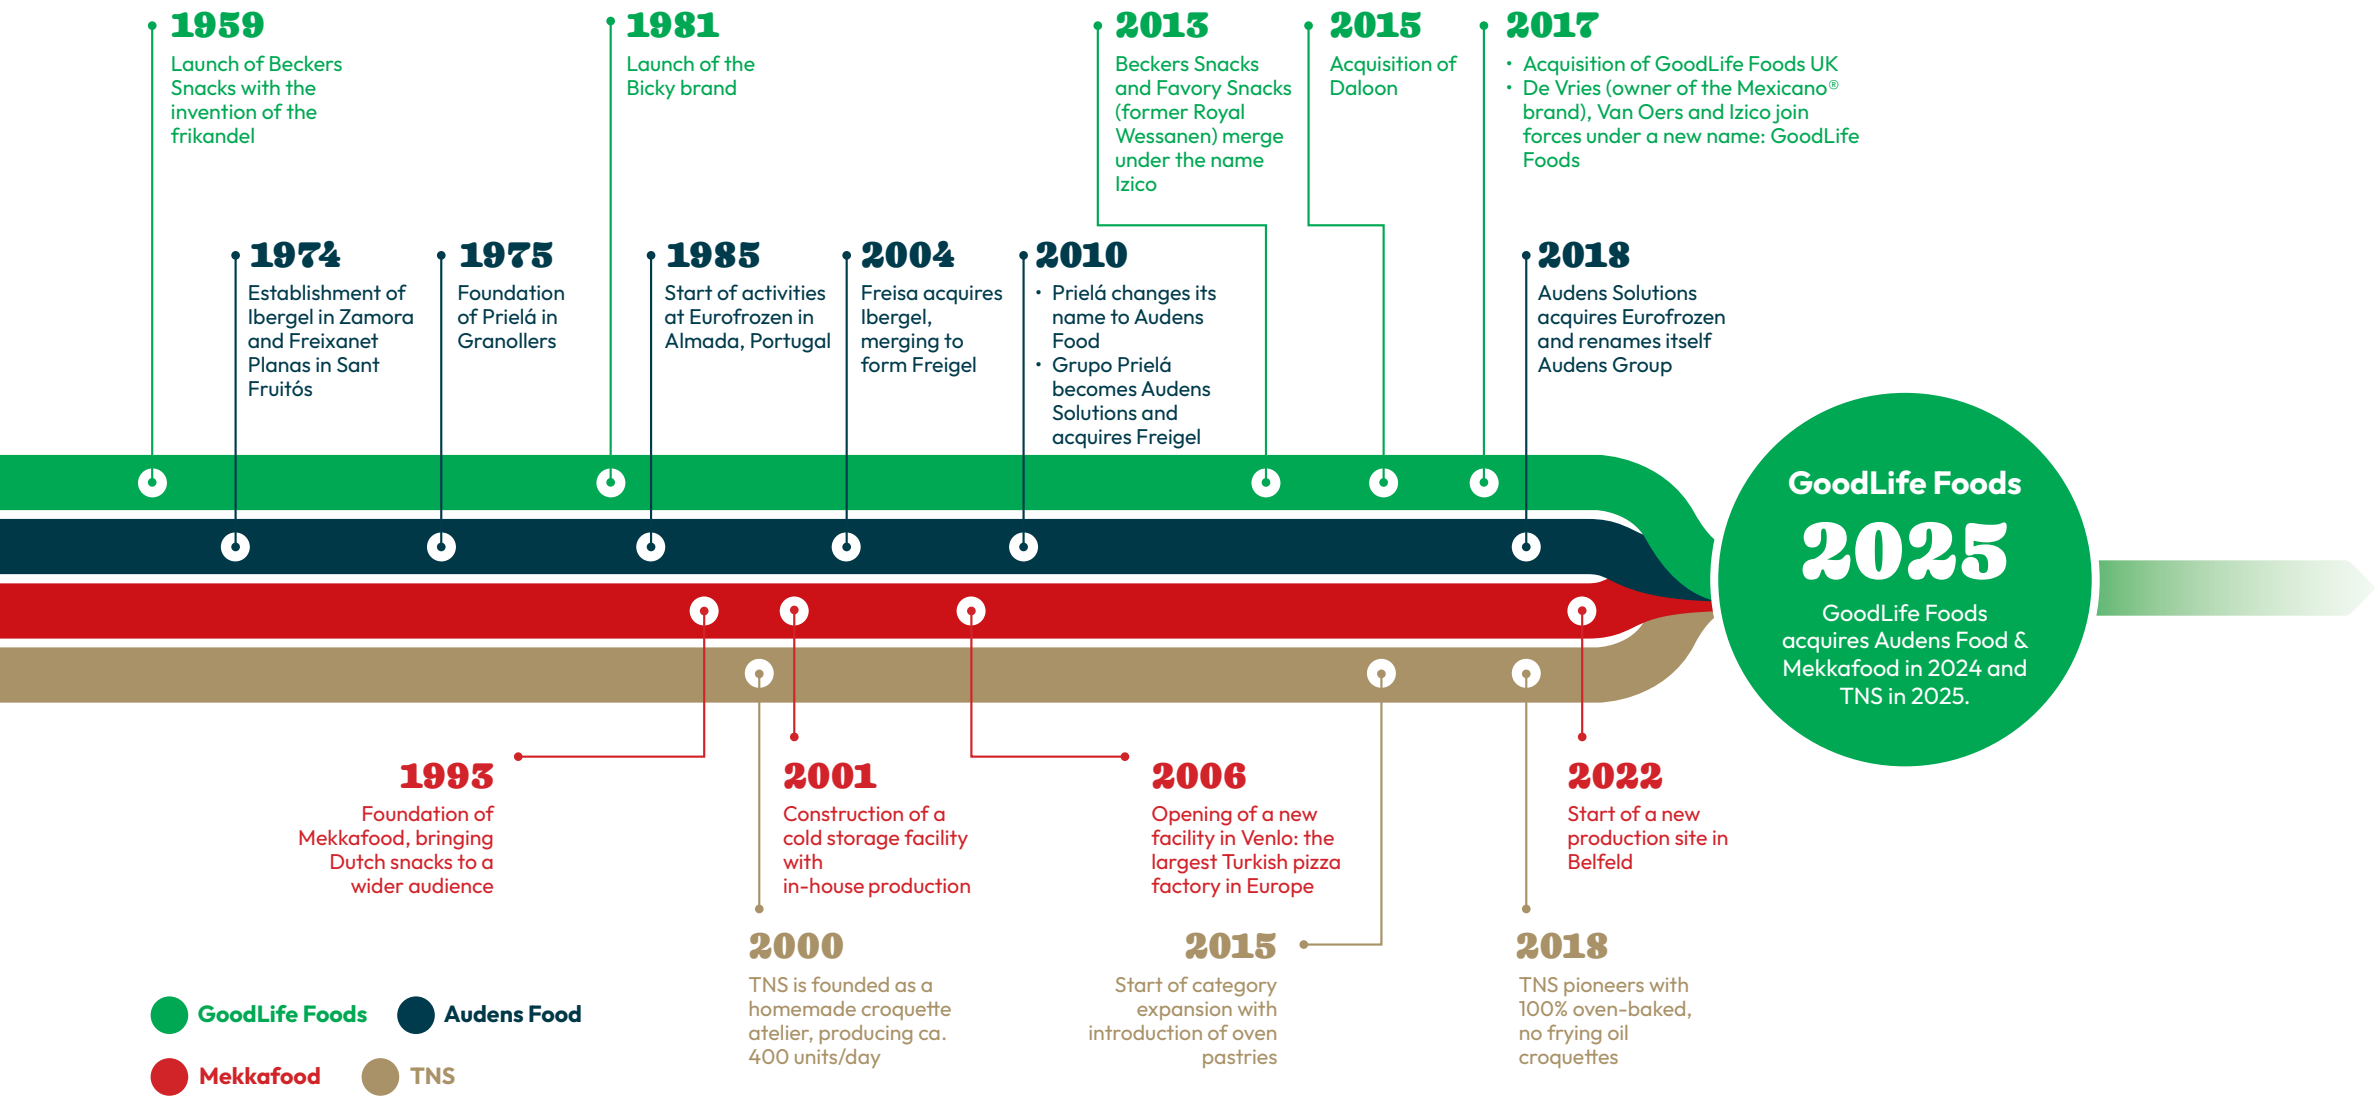 1959
Launch of Beckers
Snacks with the
invention of the
frikandel
1981
Launch of the
Bicky brand
2013
Beckers Snacks
and Favory Snacks
(former Royal
Wessanen) merge
under the name
Izico
2015
Acquisition of
Daloon
2017
• Acquisition of GoodLife Foods UK
• De Vries (owner of the Mexicano®
brand), Van Oers and Izico join
forces under a new name: GoodLife
Foods
1974
Establishment of
Ibergel in Zamora
and Freixanet
Planas in Sant
Fruitós
1975
Foundation
of Prielá in
Granollers
1985
Start of activities
at Eurofrozen in
Almada, Portugal
2004
Freisa acquires
Ibergel,
merging to
form Freigel
2010
• Prielá changes its
name to Audens
Food
• Grupo Prielá
becomes Audens
Solutions and
acquires Freigel
2018
Audens Solutions
acquires Eurofrozen
and renames itself
Audens Group
GoodLife Foods
2025
GoodLife Foods
acquires Audens Food &
Mekkafood in 2024 and
TNS in 2025.
1993
Foundation of
Mekkafood, bringing
Dutch snacks to a
wider audience
2001
Construction of a
cold storage facility
with
in-house production
2006
Opening of a new
facility in Venlo: the
largest Turkish pizza
factory in Europe
2022
Start of a new
production site in
Belfeld
2000
TNS is founded as a
homemade croquette
atelier, producing ca.
400 units/day
2015
Start of category
expansion with
introduction of oven
pastries
2018
TNS pioneers with
100% oven-baked,
no frying oil
croquettes
GoodLife Foods
Audens Food
Mekkafood
TNS